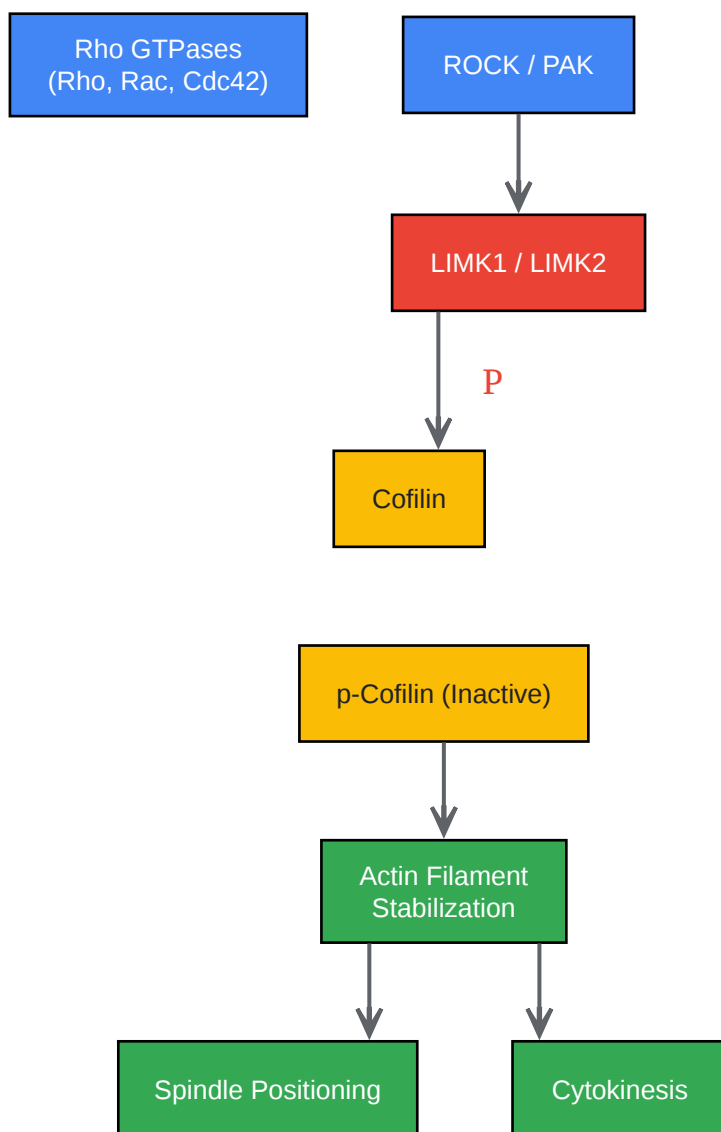 Rho GTPases
(Rho, Rac, Cdc42)
ROCK / PAK
LIMK1 / LIMK2
P
Cofilin
p-Cofilin (Inactive)
Actin Filament
Stabilization
Spindle Positioning
Cytokinesis